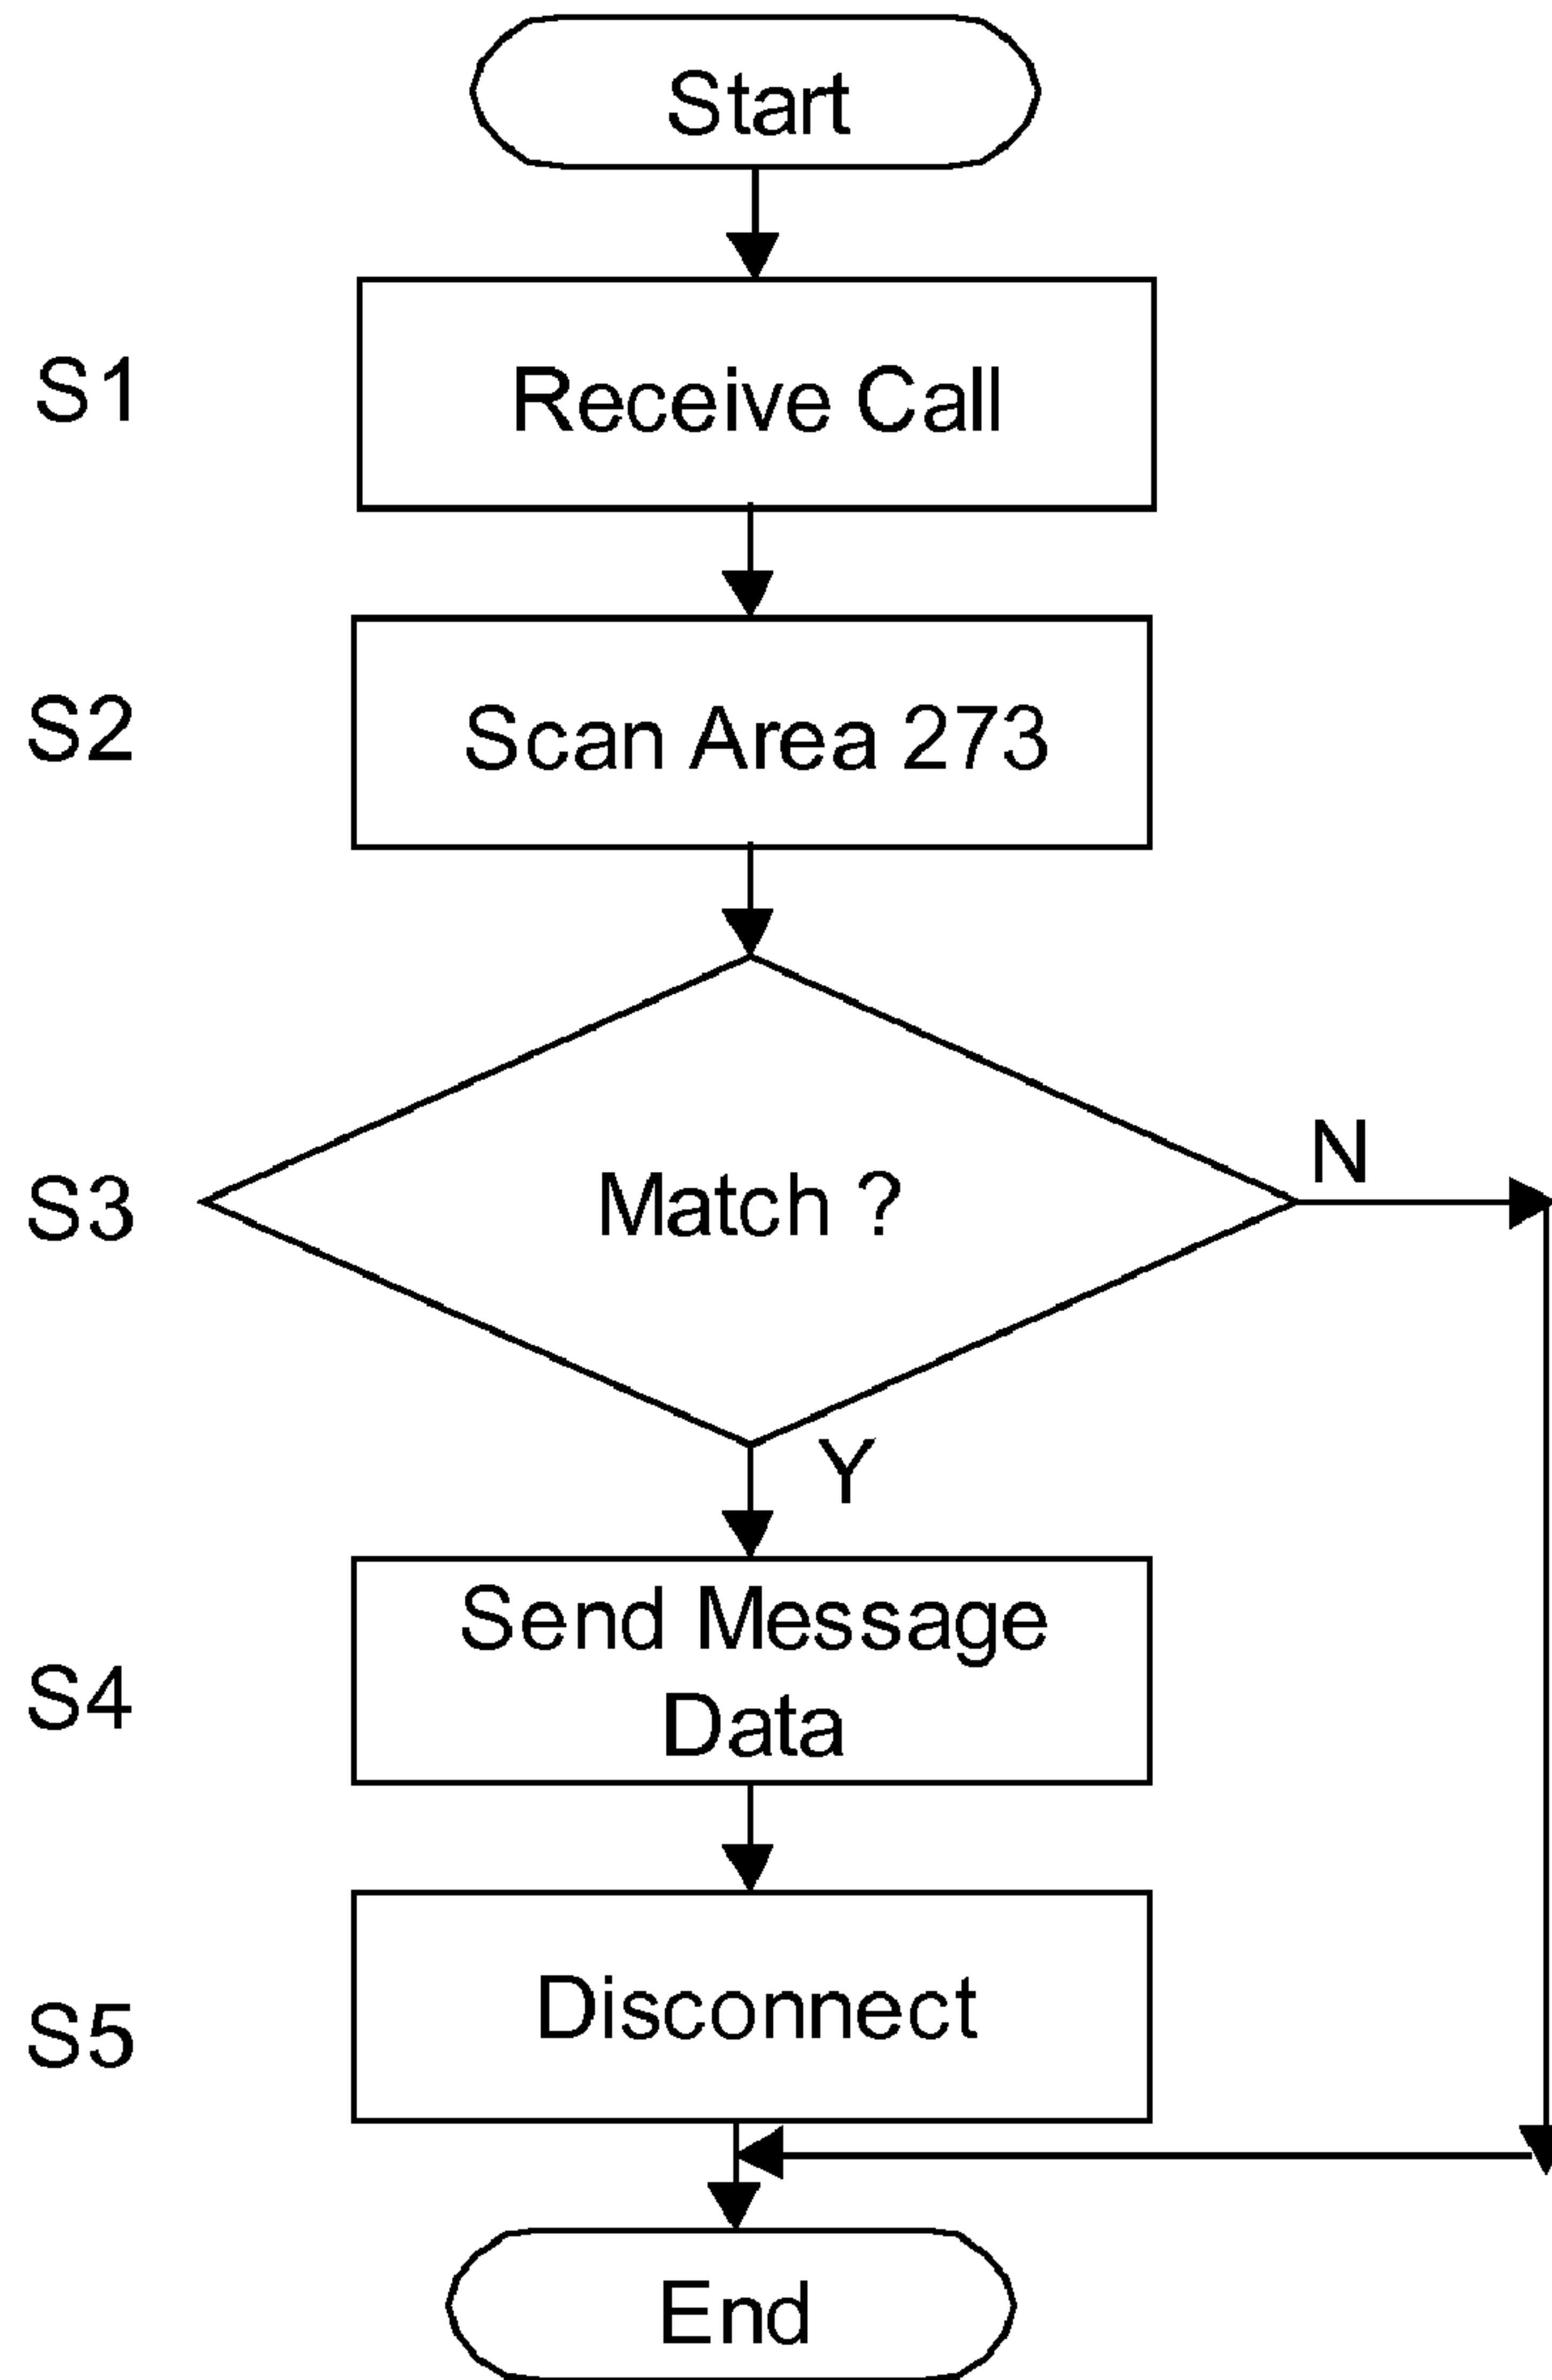 Start
S1
Receive Call
S2
Scan Area 273
S3
Match ?
N
Y
S4
Send Message
Data
S5
Disconnect
End